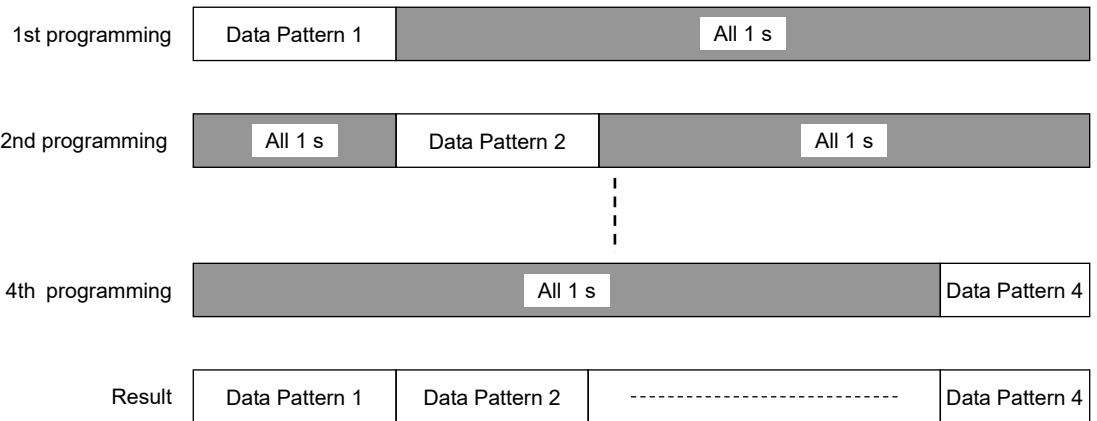 1st programming Data Pattern 1 All 1 s
2nd programming All 1 s Data Pattern 2 All 1 s
4th programming All 1 s Data Pattern 4
Result Data Pattern 1 Data Pattern 2 Data Pattern 4